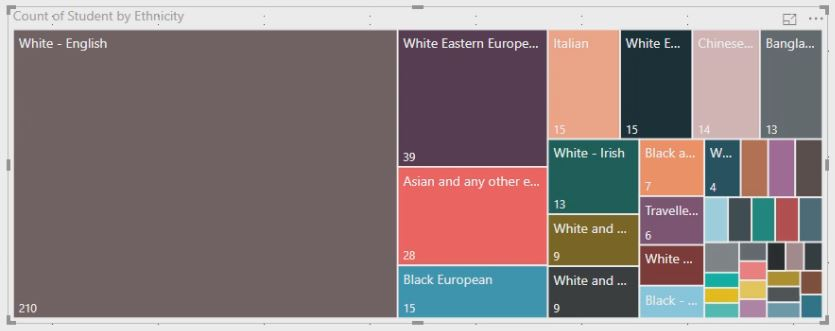 Count of Student by Ethnicity
White - English
210
White Eastern Europe...
39
Asian and any other e...
28
Black European
15
Italian
15
White E...
15
Chinese...
14
Bangla...
13
White - Irish
13
White and ...
9
White and ...
9
Black a...
7
Travelle...
6
White ...
Black - ...
W...
4